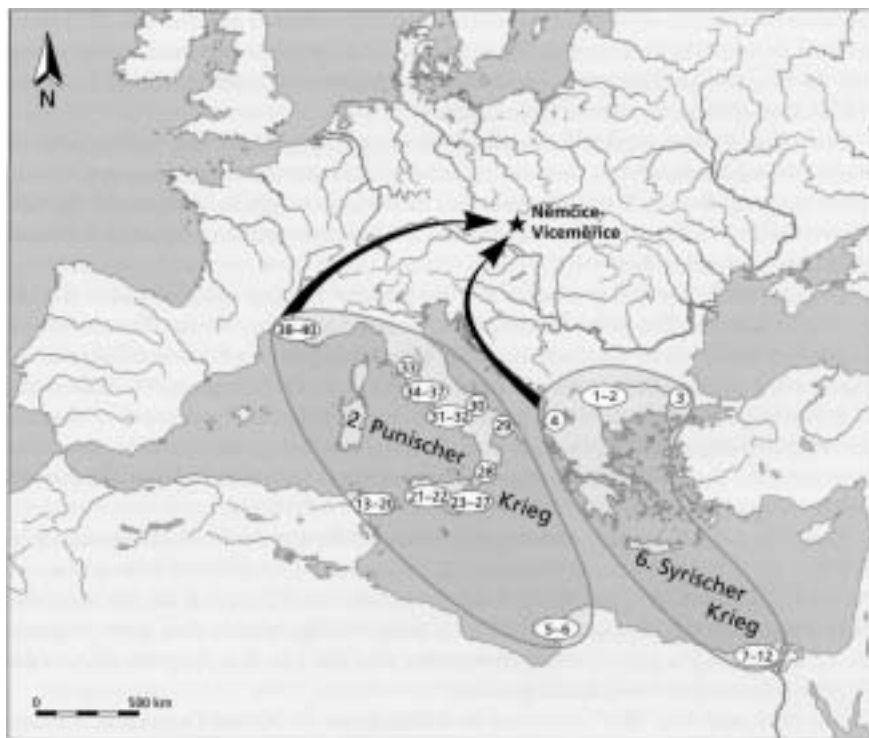 N
Němčice-
Víceměřice
38–40
33
34–37
31–32
30
29
1–2
3
4
2. Punischer
Krieg
28
21–22
23–27
13–20
6. Syrischer
Krieg
5–6
7–12
0
500 km